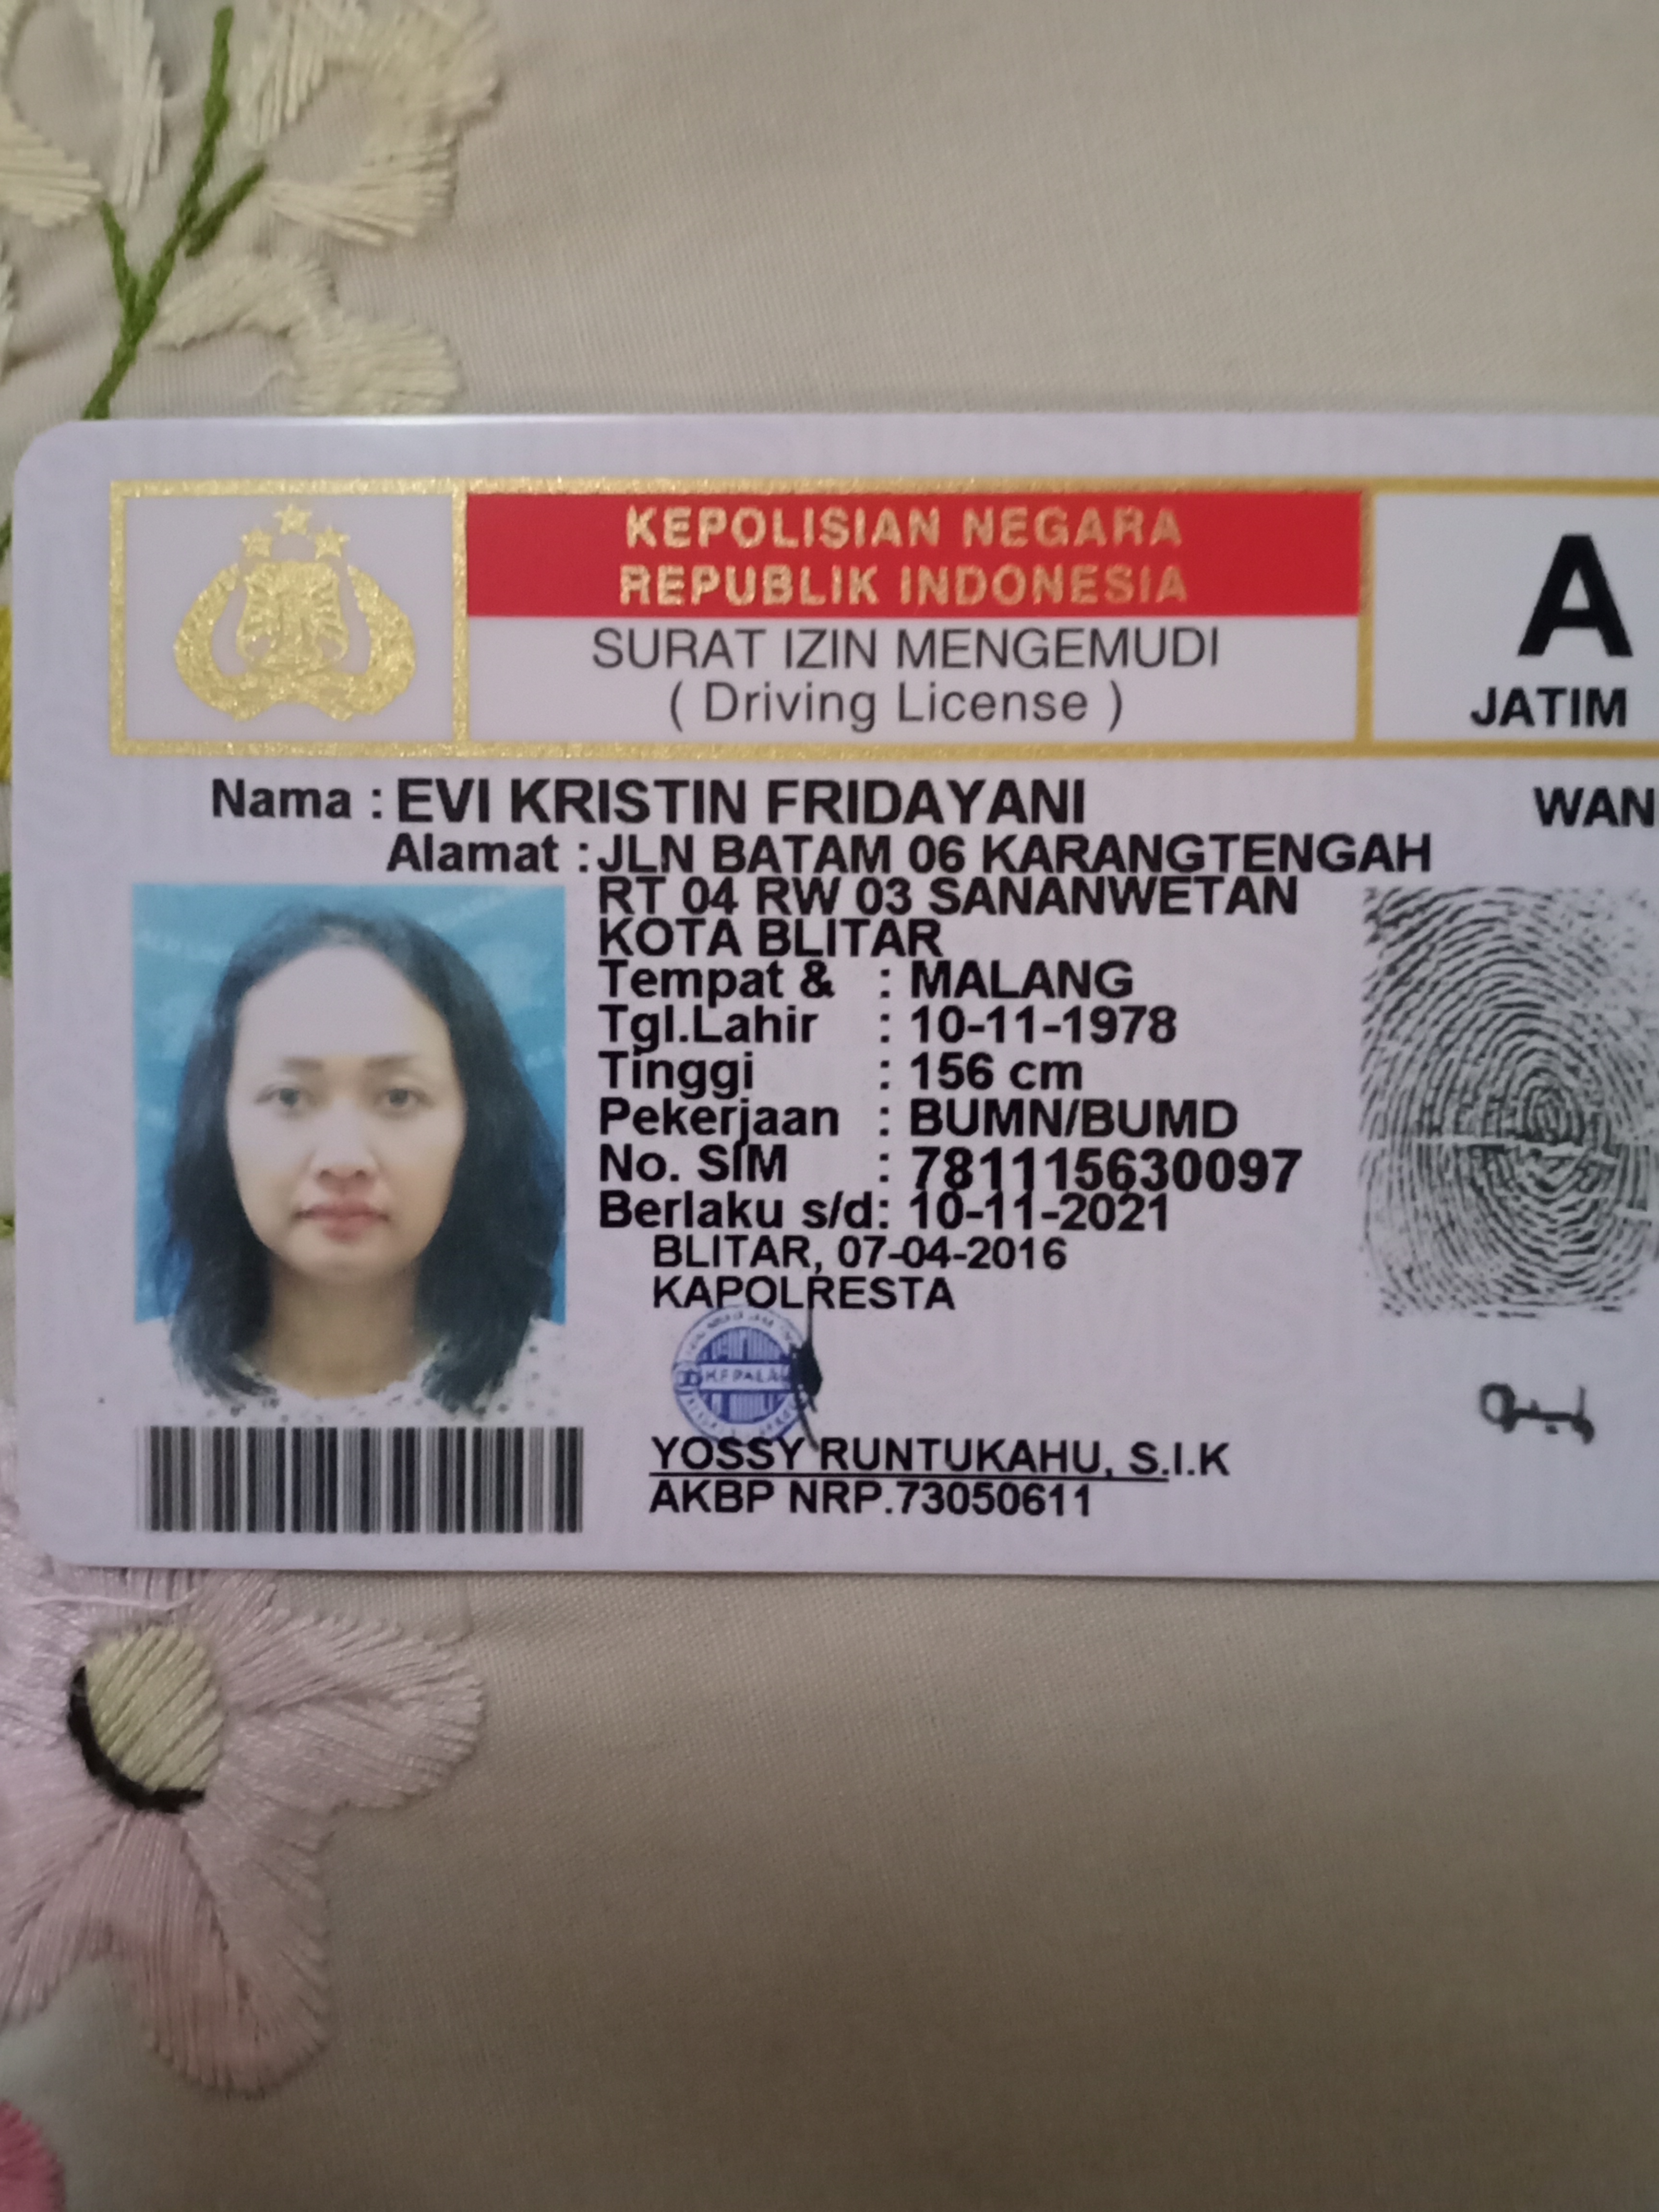 KEPOLISIAN NEGARA
REPUBLIK INDONESIA
SURAT IZIN MENGEMUDI
( Driving License )
A
JATIM
Nama : EVI KRISTIN FRIDAYANI
WAN
Alamat : JLN BATAM 06 KARANGTENGAH
RT 04 RW 03 SANANWETAN
KOTA BLITAR
Tempat & : MALANG
Tgl.Lahir : 10-11-1978
Tinggi : 156 cm
Pekerjaan : BUMN/BUMD
No. SIM : 781115630097
Berlaku s/d: 10-11-2021
BLITAR, 07-04-2016
KAPOLRESTA
KEPALA
YOSSY RUNTUKAHU, S.I.K
AKBP NRP.73050611